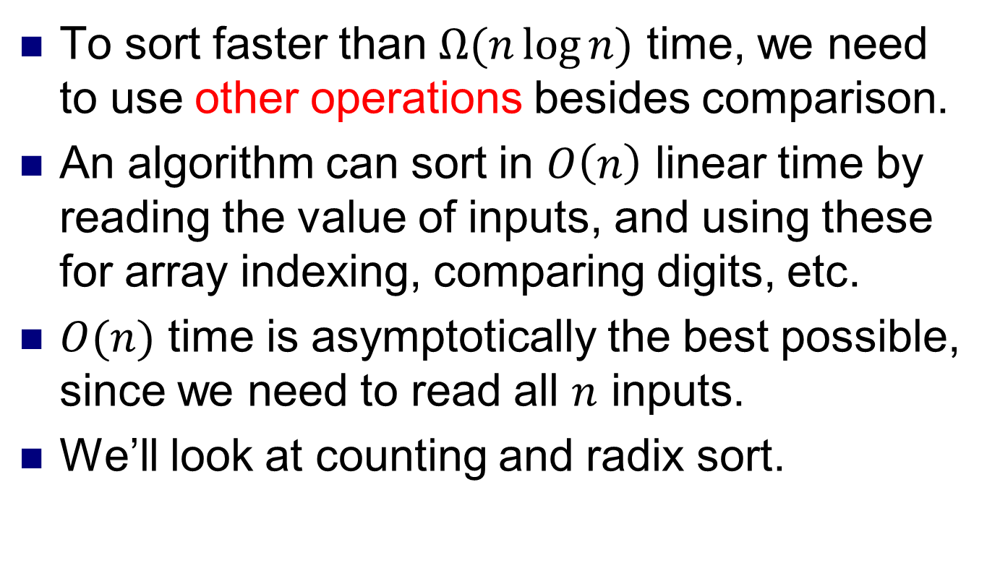 To sort faster than Ω(n log n) time, we need
to use other operations besides comparison.
An algorithm can sort in O(n) linear time by
reading the value of inputs, and using these
for array indexing, comparing digits, etc.
O(n) time is asymptotically the best possible,
since we need to read all n inputs.
We’ll look at counting and radix sort.